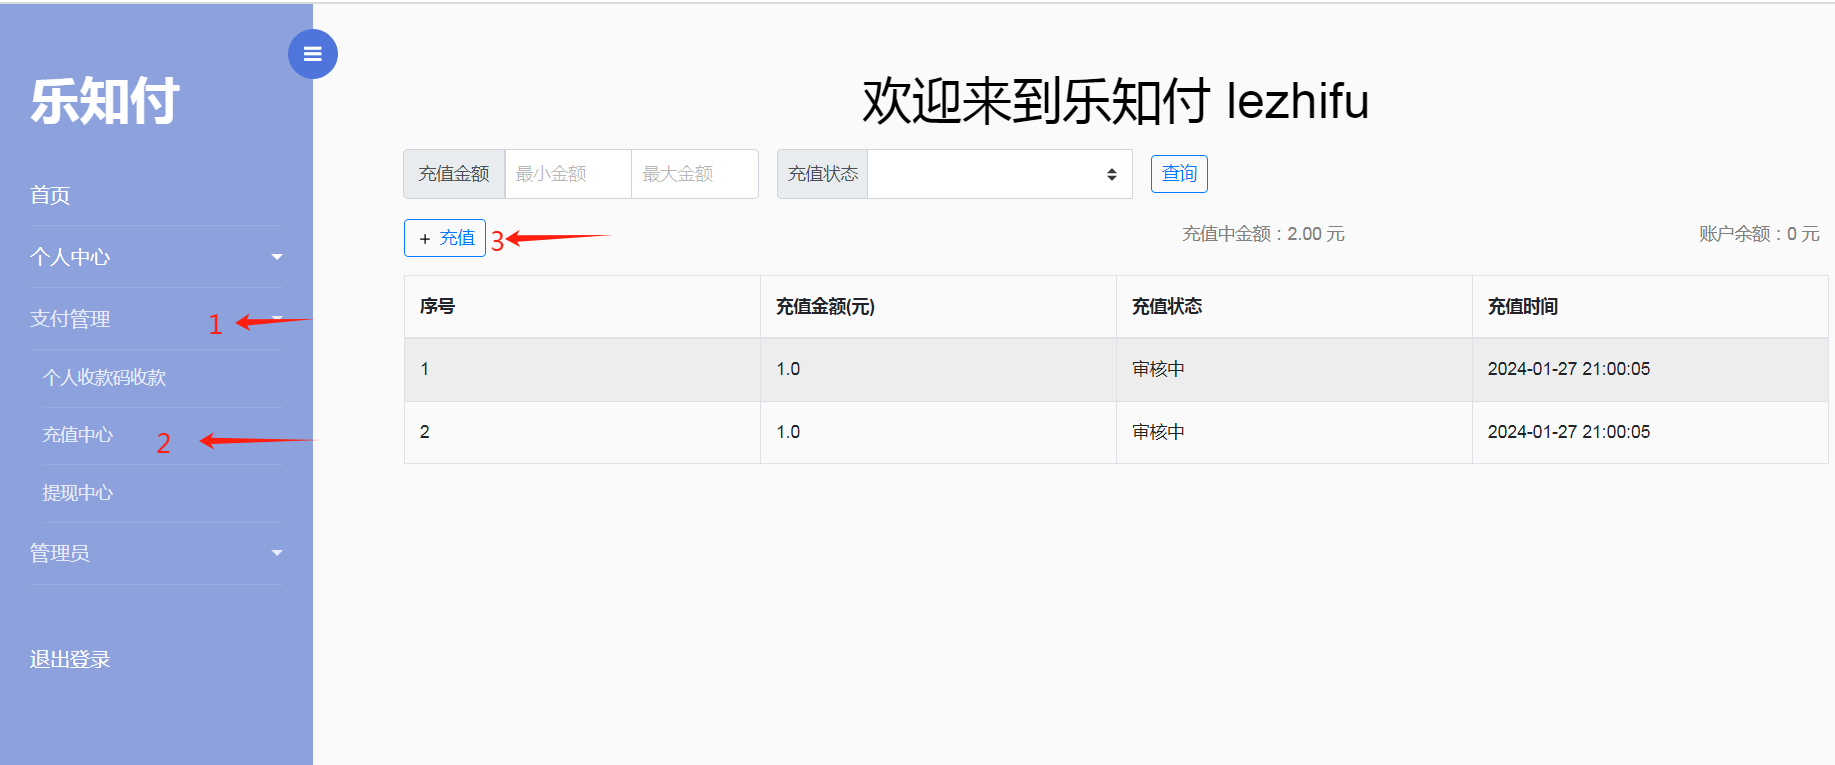 乐知付
首页
个人中心
支付管理 1
个人收款码收款
充值中心 2
提现中心
管理员
退出登录
欢迎来到乐知付 lezhifu
充值金额 最小金额 最大金额 充值状态 查询
+ 充值 3 充值中金额：2.00 元 账户余额：0 元
序号 充值金额(元) 充值状态 充值时间
1 1.0 审核中 2024-01-27 21:00:05
2 1.0 审核中 2024-01-27 21:00:05